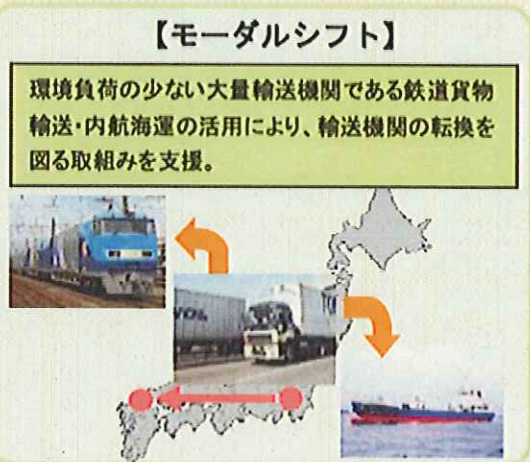 【モーダルシフト】
環境負荷の少ない大量輸送機関である鉄道貨物
輸送・内航海運の活用により、輸送機関の転換を
図る取組みを支援。